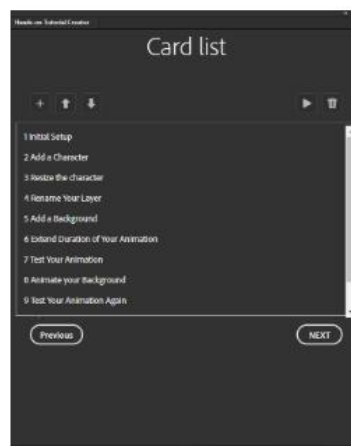 Hands-on Tutorial Creator
Card list
1 Initial Setup
2 Add a Character
3 Resize the character
4 Rename Your Layer
5 Add a Background
6 Extend Duration of Your Animation
7 Test Your Animation
8 Animate your Background
9 Test Your Animation Again
Previous
NEXT